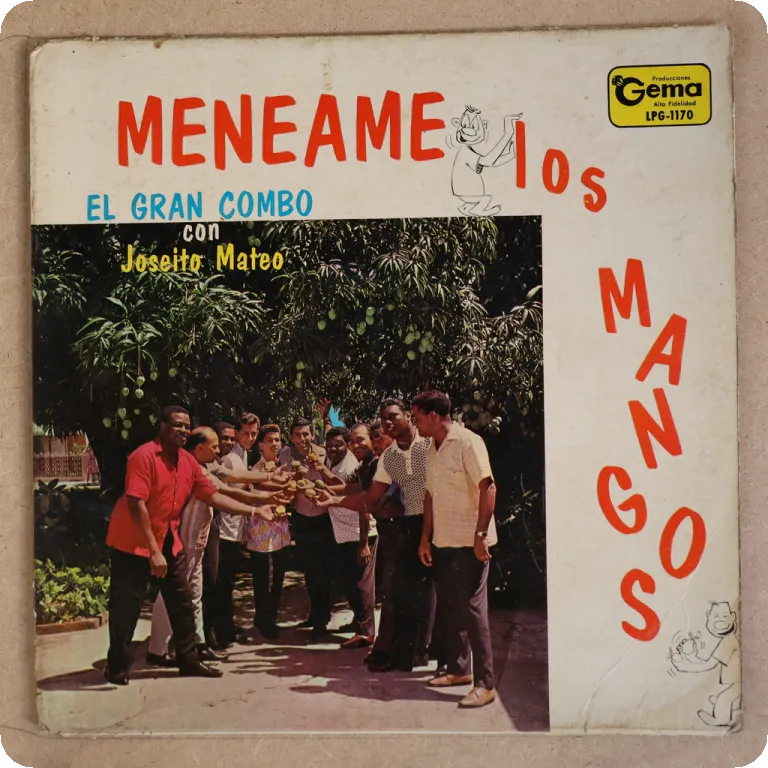 MENEAME los
MANGOS
EL GRAN COMBO
con
Joseito Mateo
Producciones
Gema
Alta Fidelidad
LPG-1170